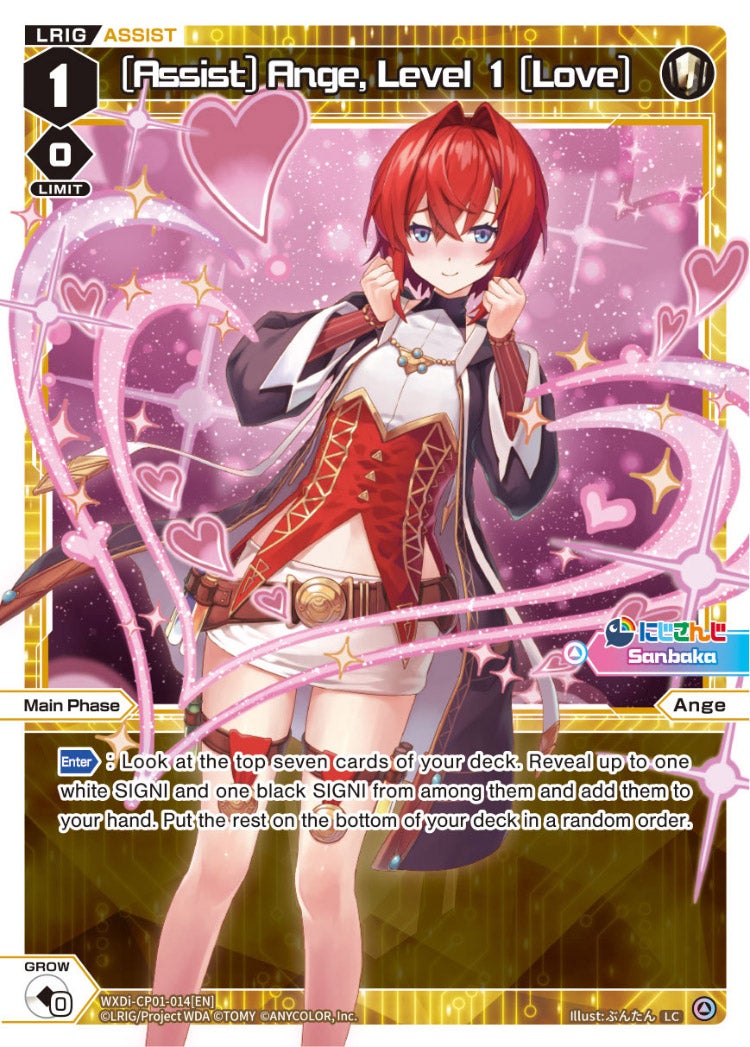 LRIG ASSIST
1
[Assist] Ange, Level 1 [Love]
0
LIMIT
にじさんじ
Sanbaka
Main Phase
Ange
Enter : Look at the top seven cards of your deck. Reveal up to one
white SIGNI and one black SIGNI from among them and add them to
your hand. Put the rest on the bottom of your deck in a random order.
GROW
0
WXDi-CP01-014[EN]
©LRIG/Project WDA ©TOMY ©ANYCOLOR, Inc.
Illust:ぶんたん LC